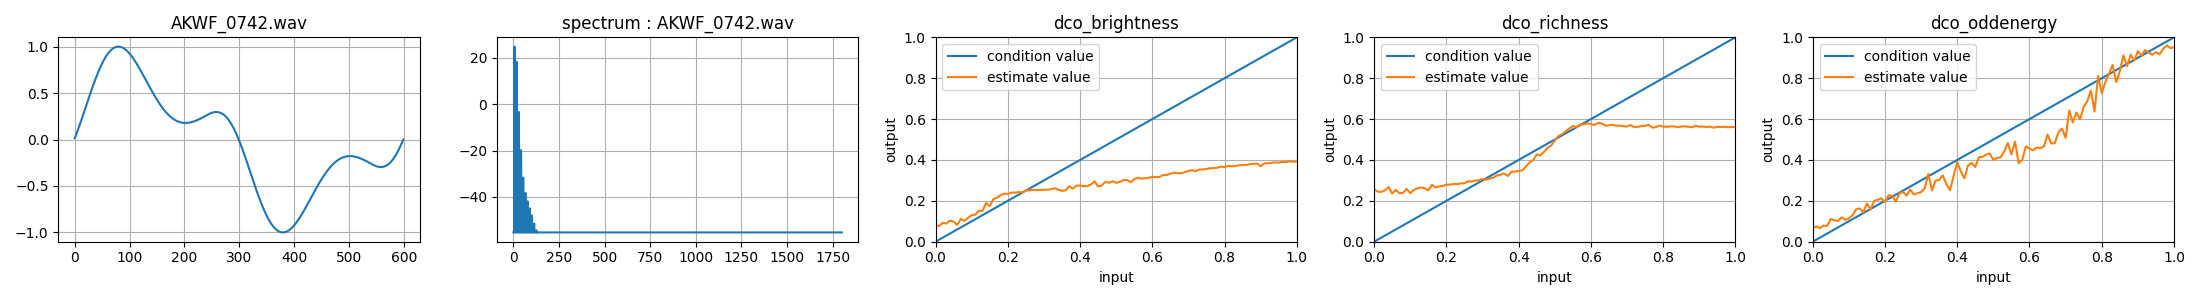 AKWF_0742.wav
1.0
0.5
0.0
−0.5
−1.0
0 100 200 300 400 500 600
spectrum : AKWF_0742.wav
20
0
−20
−40
0 250 500 750 1000 1250 1500 1750
dco_brightness
condition value
estimate value
output
1.0
0.8
0.6
0.4
0.2
0.0
0.0 0.2 0.4 0.6 0.8 1.0
input
dco_richness
condition value
estimate value
output
1.0
0.8
0.6
0.4
0.2
0.0
0.0 0.2 0.4 0.6 0.8 1.0
input
dco_oddenergy
condition value
estimate value
output
1.0
0.8
0.6
0.4
0.2
0.0
0.0 0.2 0.4 0.6 0.8 1.0
input